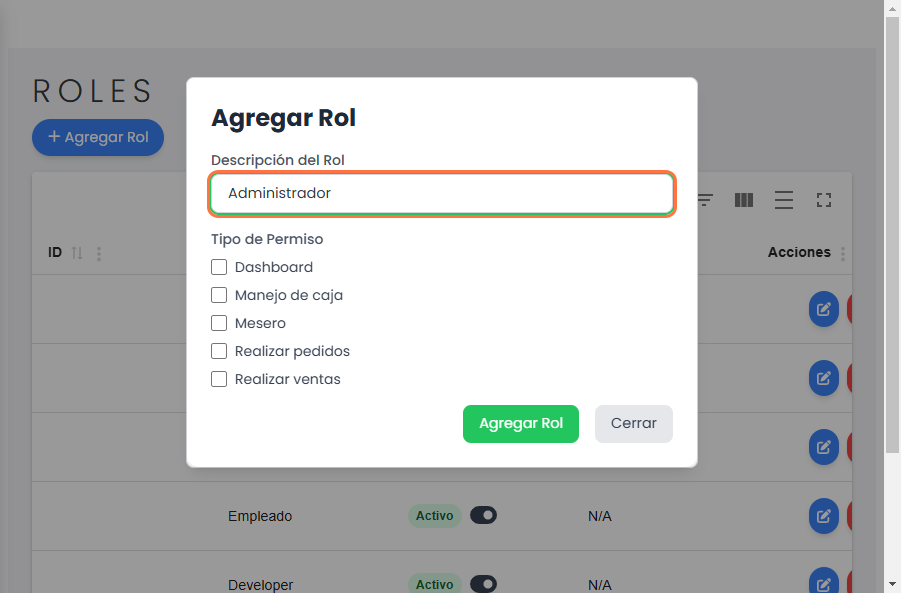 ROLES
+ Agregar Rol
Agregar Rol
Descripción del Rol
Administrador
Tipo de Permiso
Dashboard
Manejo de caja
Mesero
Realizar pedidos
Realizar ventas
Agregar Rol Cerrar
ID Acciones
Empleado Activo N/A
Developer Activo N/A